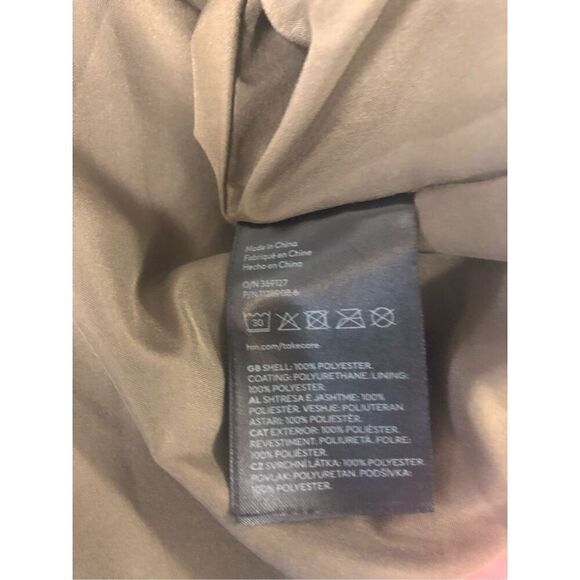 Made in China
Fabriqué en Chine
Hecho en China
O/N 359127
30
hm.com/takecare
GB SHELL: 100% POLYESTER.
COATING: POLYURETHANE. LINING:
100% POLYESTER
AL SHTRESA E JASHTME: 100%
POLIESTËR. VESHJE: POLIURETAN.
ASTARI: 100% POLIESTËR
CAT EXTERIOR: 100% POLIÈSTER.
REVESTIMENT: POLIURETÀ. FOLRE:
100% POLIÈSTER.
CZ SVRCHNÍ LÁTKA: 100% POLYESTER.
POVLAK: POLYURETAN. PODŠÍVKA:
100% POLYESTER.